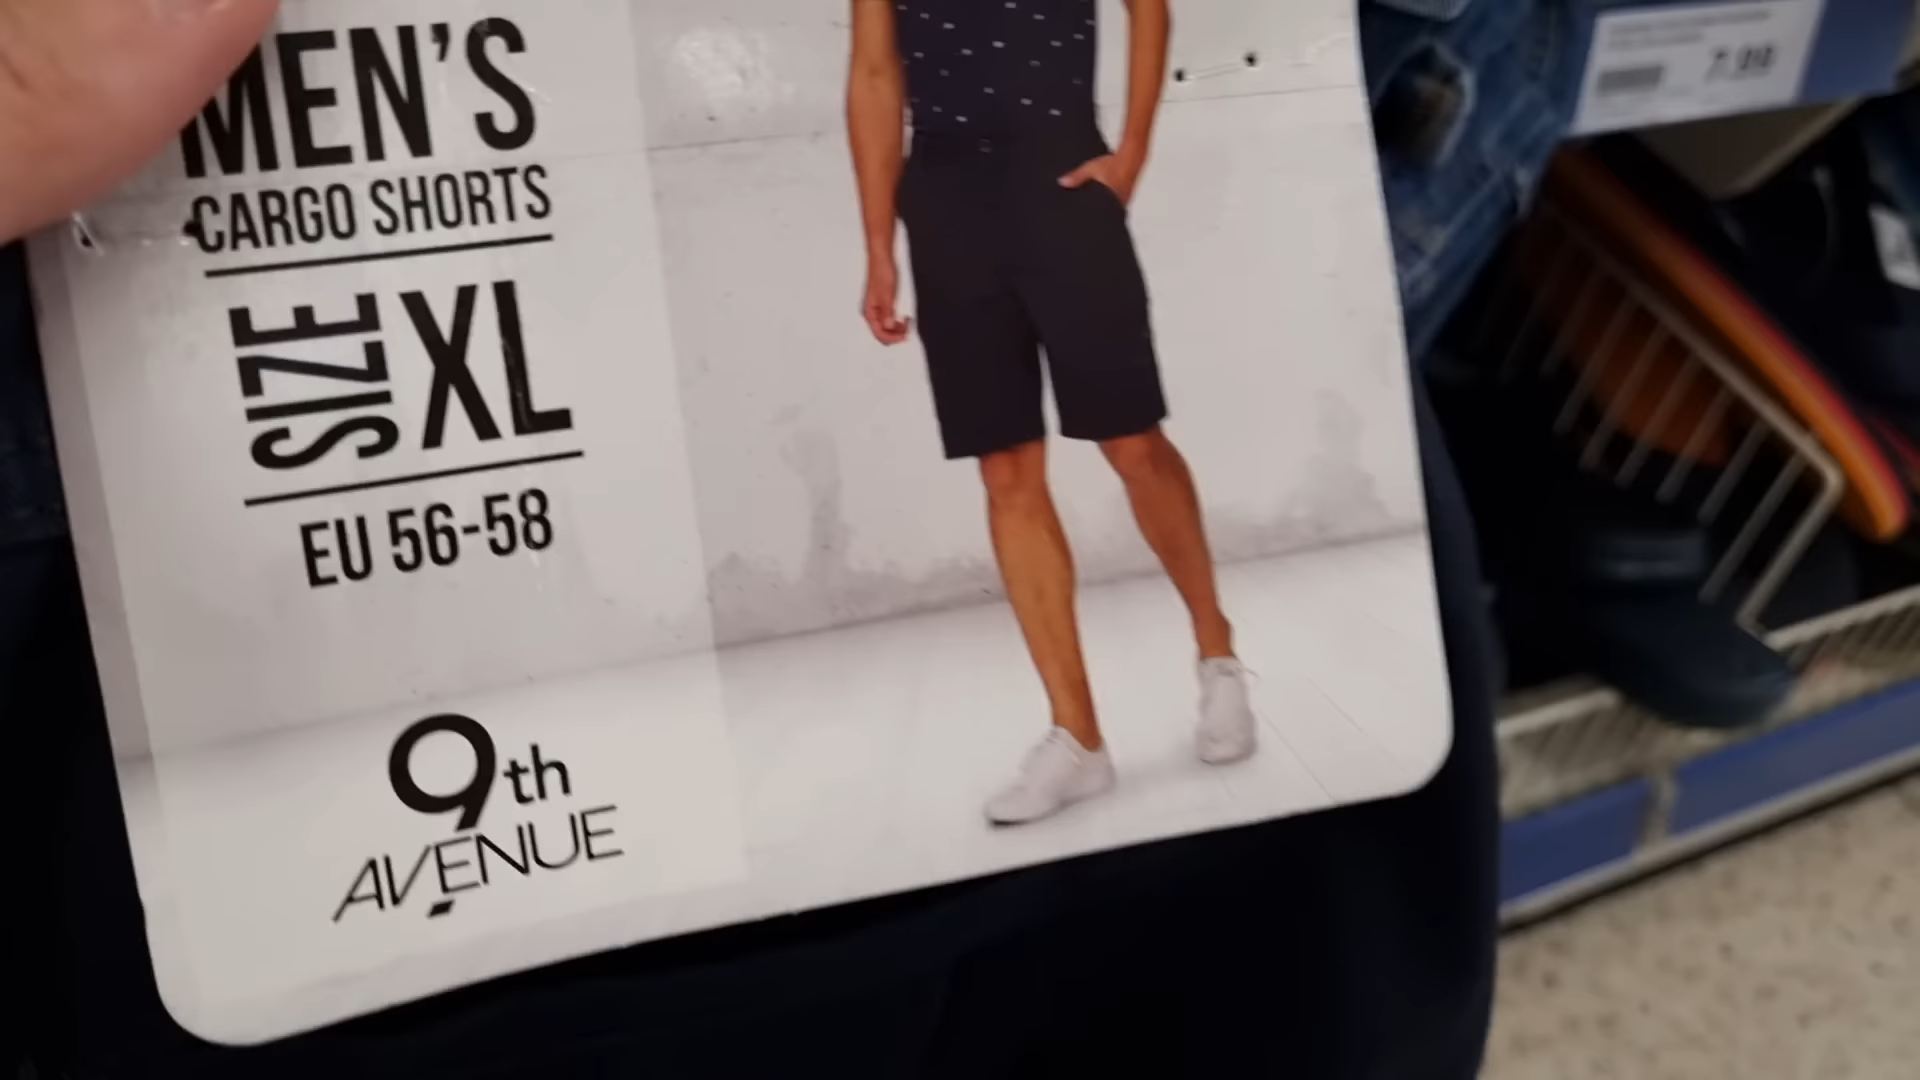 MEN'S
CARGO SHORTS
SIZE XL
EU 56-58
9th
AVENUE